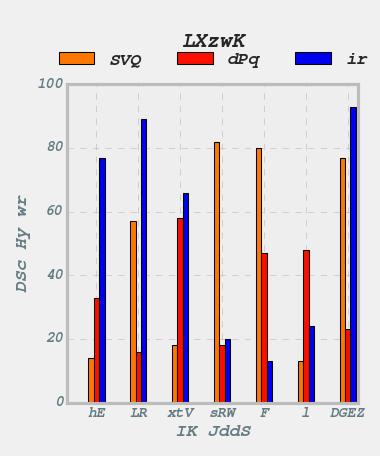 LXzwK
SVQ dPq ir
100
80
60
40
20
0
DSc Hy wr
hE LR xtV sRW F l DGEZ
IK JddS